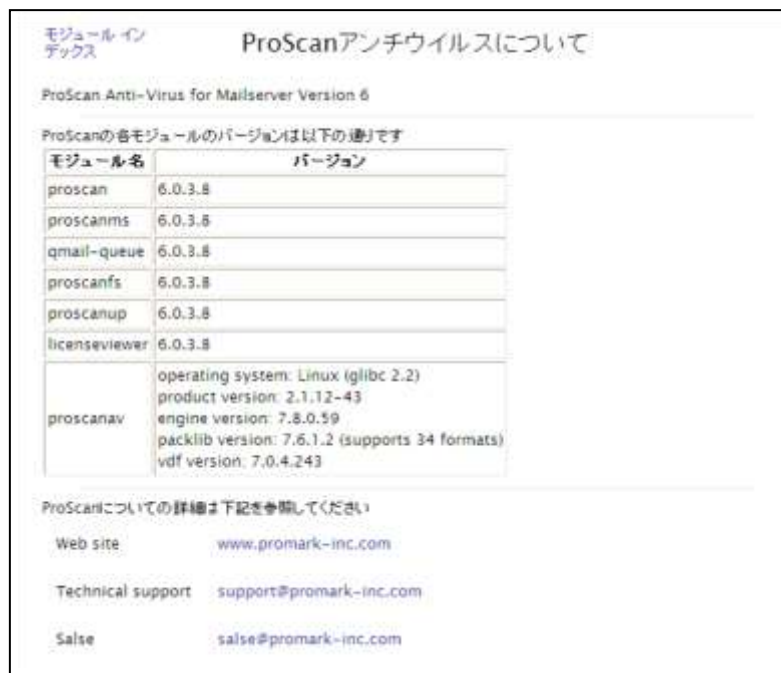 モジュール イン
デックス
ProScanアンチウイルスについて
ProScan Anti-Virus for Mailserver Version 6
ProScanの各モジュールのバージョンは以下の通りです
モジュール名 バージョン
proscan 6.0.3.8
proscanms 6.0.3.8
qmail-queue 6.0.3.8
proscanfs 6.0.3.8
proscanup 6.0.3.8
licenseviewer 6.0.3.8
proscanav
operating system: Linux (glibc 2.2)
product version: 2.1.12-43
engine version: 7.8.0.59
packlib version: 7.6.1.2 (supports 34 formats)
vdf version: 7.0.4.243
ProScanについての詳細は下記を参照してください
Web site www.promark-inc.com
Technical support support@promark-inc.com
Salse salse@promark-inc.com